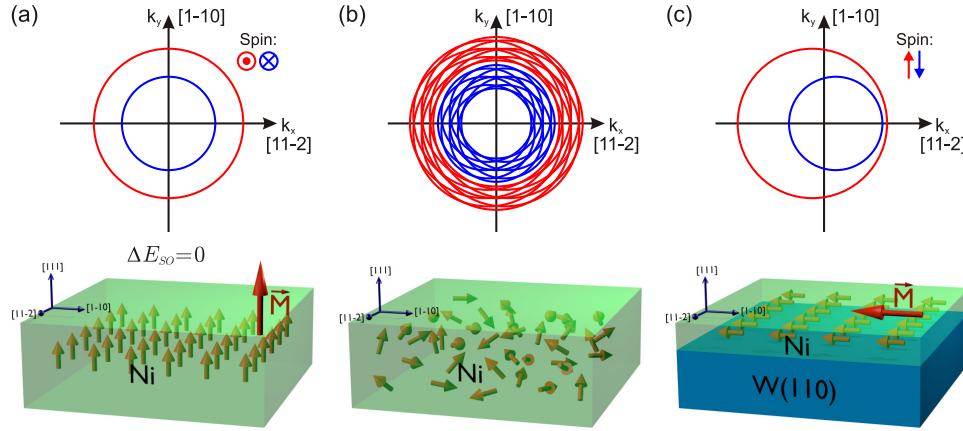 (a)
k_y [1-10]
Spin:
k_x
[11-2]
ΔE_SO=0
[111]
[11-2]
[1-10]
M
Ni
(b)
k_y [1-10]
k_x
[11-2]
[111]
[11-2]
[1-10]
Ni
(c)
k_y [1-10]
Spin:
k_x
[11-2]
[111]
[11-2]
[1-10]
M
Ni
W(110)